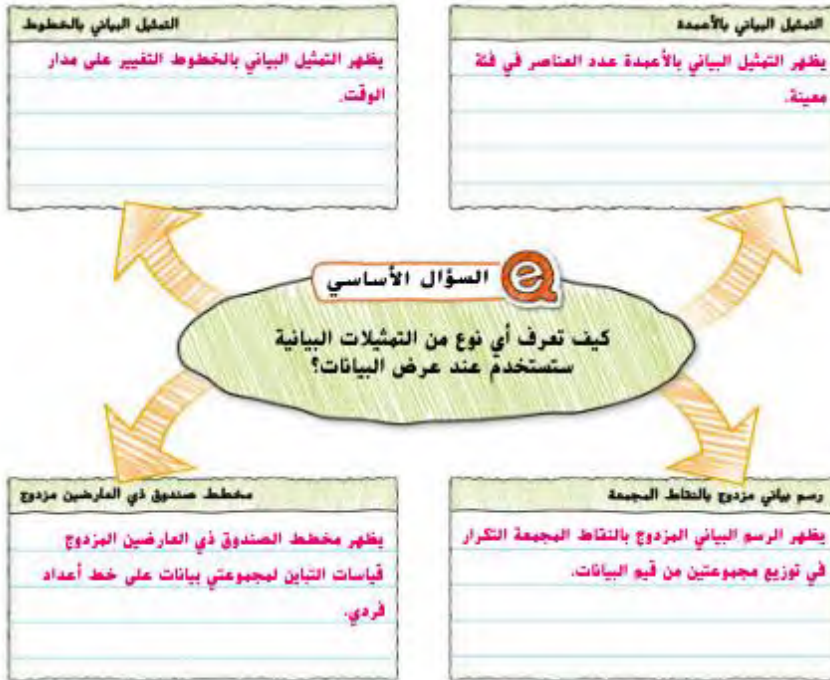 التمثيل البياني بالأعمدة
يظهر التمثيل البياني بالأعمدة عدد العناصر في فئة
معينة.
التمثيل البياني بالخطوط
يظهر التمثيل البياني بالخطوط التغيير على مدار
الوقت.
السؤال الأساسي
كيف تعرف أي نوع من التمثيلات البيانية
ستستخدم عند عرض البيانات؟
رسم بياني مزدوج بالنقاط المجمعة
يظهر الرسم البياني المزدوج بالنقاط المجمعة التكرار
في توزيع مجموعتين من قيم البيانات.
مخطط صندوق ذي العارضين مزدوج
يظهر مخطط الصندوق ذي العارضين المزدوج
قياسات التباين لمجموعتي بيانات على خط أعداد
فردي.